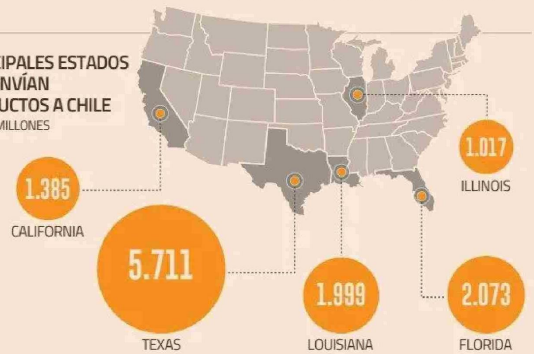 CIPALES ESTADOS
NVÍAN
UCTOS A CHILE
MILLONES
1.385
CALIFORNIA
5.711
TEXAS
1.999
LOUISIANA
2.073
FLORIDA
1.017
ILLINOIS